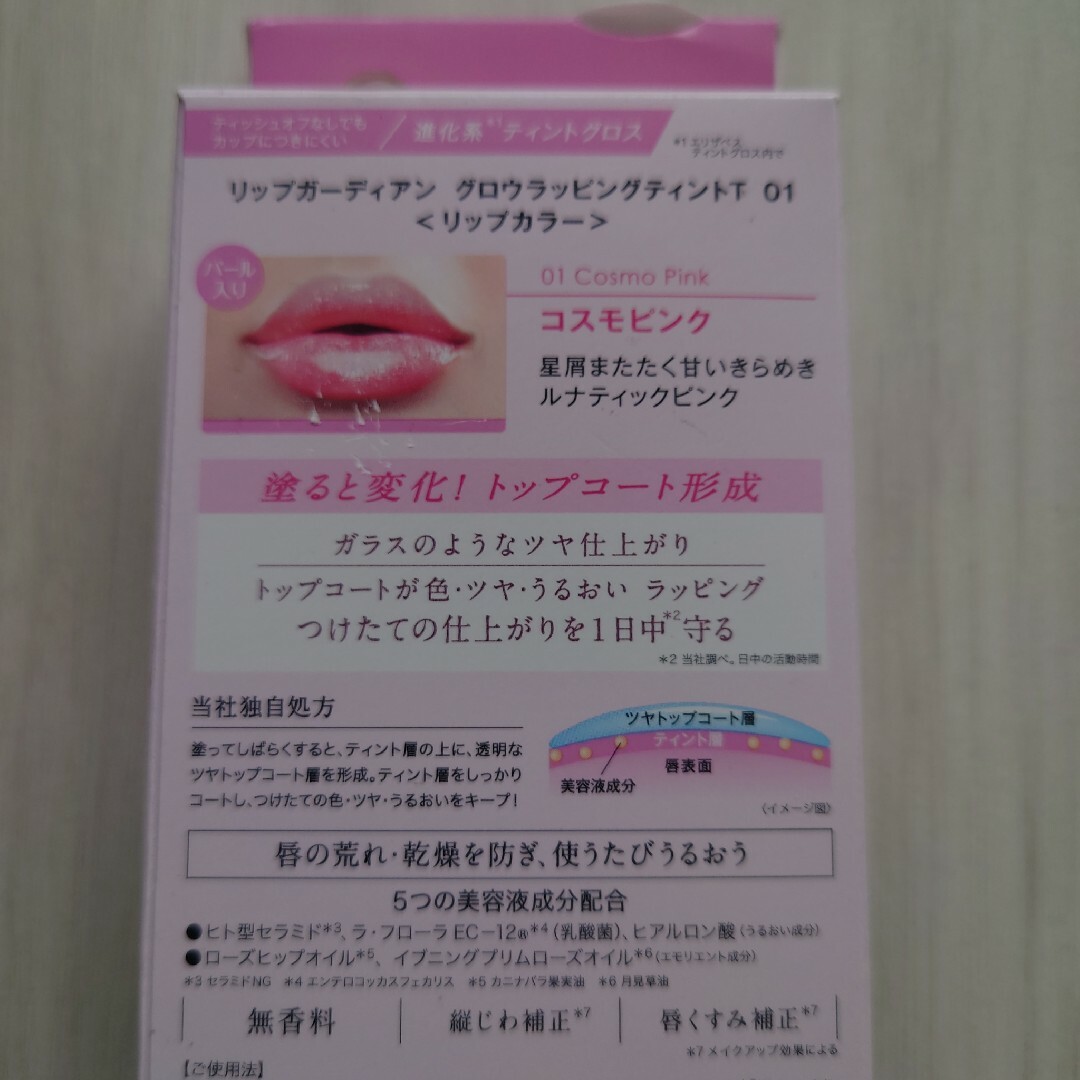 ティッシュオフなしでも
カップにつきにくい
進化系*1ティントグロス
*1 エリザベス
ティントグロス内で
リップガーディアン グロウラッピングティントT 01
<リップカラー>
パール
入り
01 Cosmo Pink
コスモピンク
星屑またたく甘いきらめき
ルナティックピンク
塗ると変化!トップコート形成
ガラスのようなツヤ仕上がり
トップコートが色・ツヤ・うるおい ラッピング
つけたての仕上がりを1日中*2守る
*2 当社調べ。日中の活動時間
当社独自処方
塗ってしばらくすると、ティント層の上に、透明な
ツヤトップコート層を形成。ティント層をしっかり
コートし、つけたての色・ツヤ・うるおいをキープ!
ツヤトップコート層
ティント層
唇表面
美容液成分
〈イメージ図〉
唇の荒れ・乾燥を防ぎ、使うたびうるおう
5つの美容液成分配合
●ヒト型セラミド*3、ラ・フローラ EC-12®*4(乳酸菌)、ヒアルロン酸(うるおい成分)
●ローズヒップオイル*5、イブニングプリムローズオイル*6(エモリエント成分)
*3 セラミドNG *4 エンテロコッカスフェカリス *5 カニナバラ果実油 *6 月見草油
無香料
縦じわ補正*7
唇くすみ補正*7
*7 メイクアップ効果による
【ご使用法】